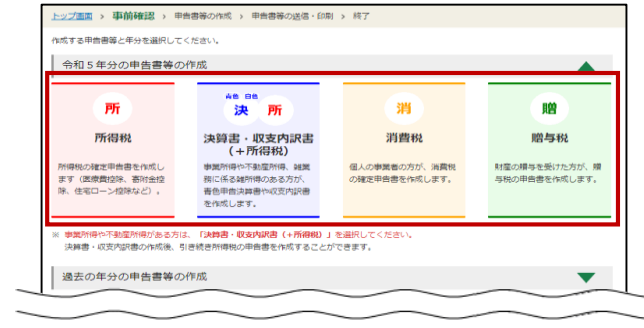 トップ画面 > 事前確認 > 申告書等の作成 > 申告書等の送信・印刷 > 終了
作成する申告書等と年分を選択してください。
令和5年分の申告書等の作成
所
所得税
所得税の確定申告書を作成し
ます（医療費控除、寄附金控
除、住宅ローン控除など）。
青色 白色
決 所
決算書・収支内訳書
（＋所得税）
事業所得や不動産所得、雑業
務に係る雑所得のある方が、
青色申告決算書や収支内訳書
を作成します。
消
消費税
個人の事業者の方が、消費税
の確定申告書を作成します。
贈
贈与税
財産の贈与を受けた方が、贈
与税の申告書を作成します。
※ 事業所得や不動産所得がある方は、「決算書・収支内訳書（＋所得税）」を選択してください。
決算書・収支内訳書の作成後、引き続き所得税の申告書を作成することができます。
過去の年分の申告書等の作成